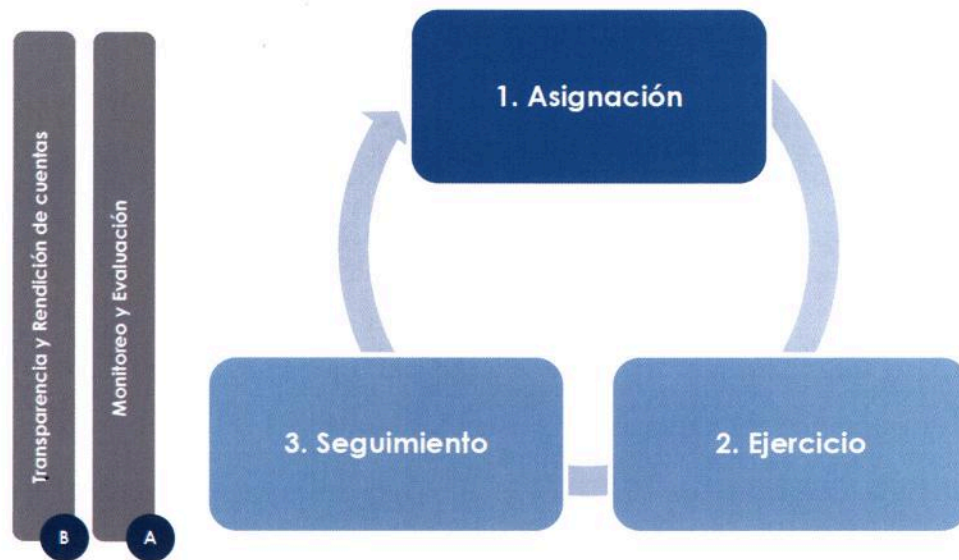 Transparencia y Rendición de cuentas
B
Monitoreo y Evaluación
A
1. Asignación
3. Seguimiento
2. Ejercicio